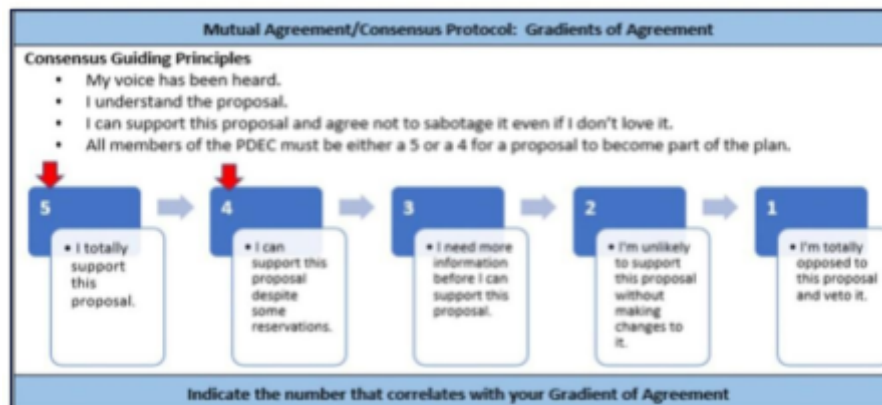 Mutual Agreement/Consensus Protocol: Gradients of Agreement
Consensus Guiding Principles
• My voice has been heard.
• I understand the proposal.
• I can support this proposal and agree not to sabotage it even if I don't love it.
• All members of the PDEC must be either a 5 or a 4 for a proposal to become part of the plan.
5
• I totally
support
this
proposal.
4
• I can
support this
proposal
despite
some
reservations.
3
• I need more
information
before I can
support this
proposal.
2
• I'm unlikely
to support
this proposal
without
making
changes to
it.
1
• I'm totally
opposed to
this proposal
and veto it.
Indicate the number that correlates with your Gradient of Agreement